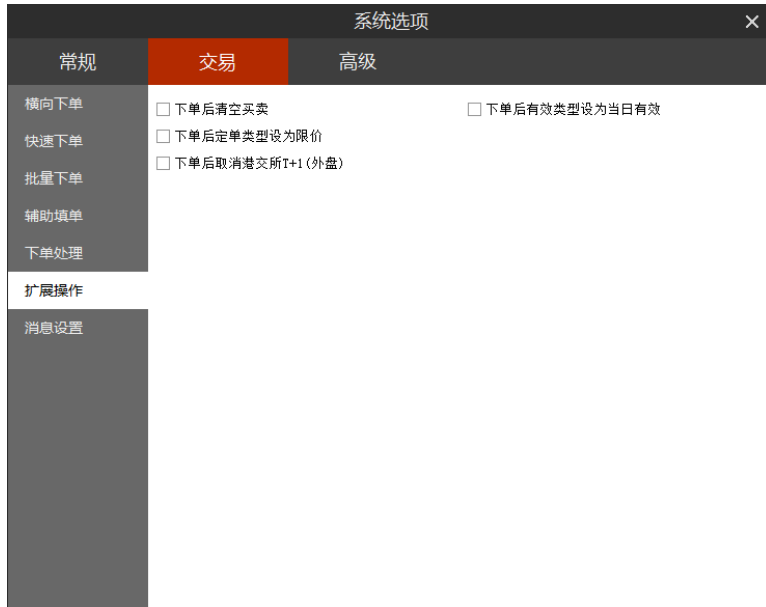 系统选项
常规 交易 高级
横向下单
快速下单
批量下单
辅助填单
下单处理
扩展操作
消息设置
下单后清空买卖 下单后有效类型设为当日有效
下单后定单类型设为限价
下单后取消港交所T+1(外盘)